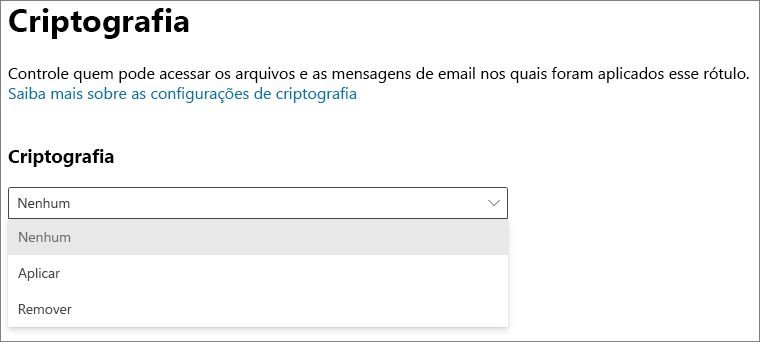 Criptografia
Controle quem pode acessar os arquivos e as mensagens de email nos quais foram aplicados esse rótulo.
Saiba mais sobre as configurações de criptografia
Criptografia
Nenhum
Nenhum
Aplicar
Remover